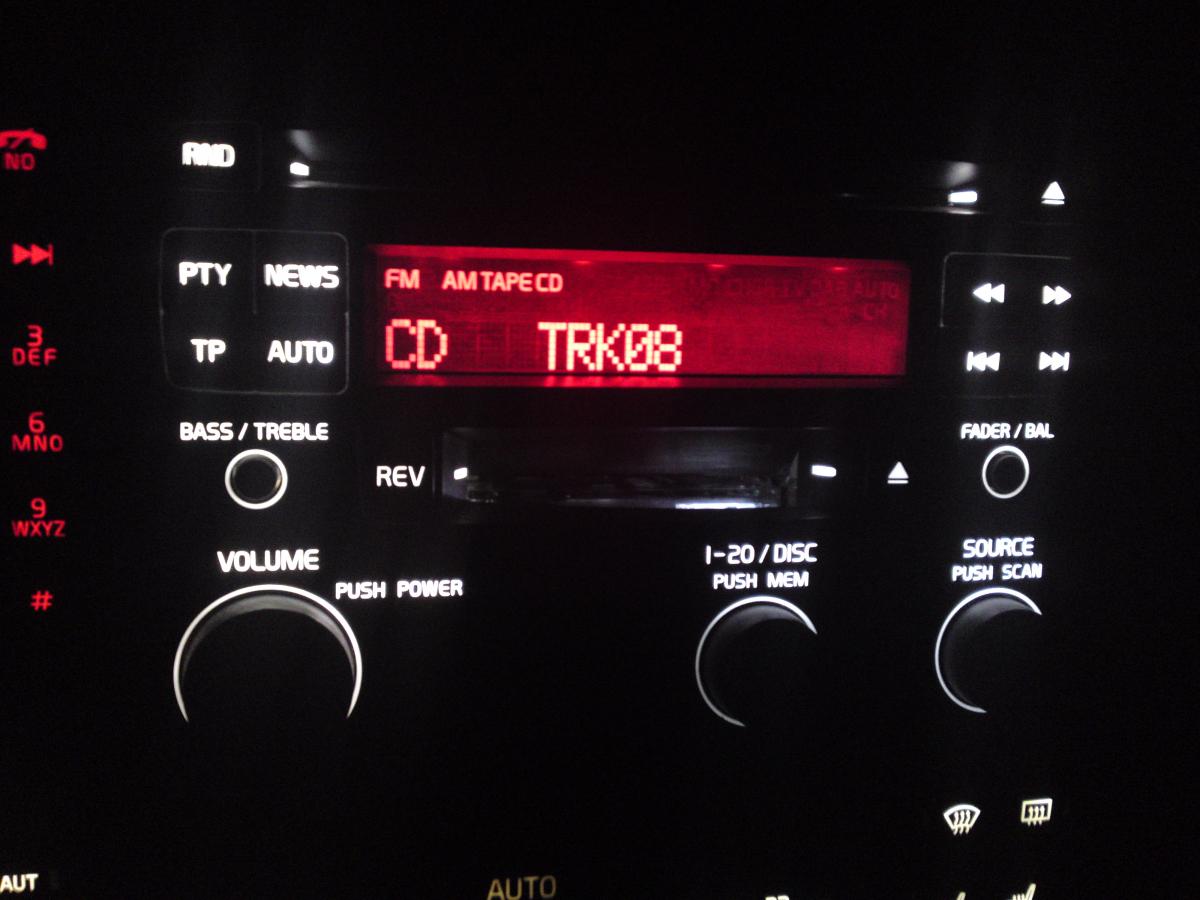 NO
RND
PTY NEWS
FM AM TAPE CD
CD TRK08
3
DEF
TP AUTO
6
MNO
BASS / TREBLE
FADER / BAL
REV
9
WXYZ
VOLUME
1-20 / DISC
SOURCE
PUSH POWER
PUSH MEM
PUSH SCAN
#
AUT
AUTO